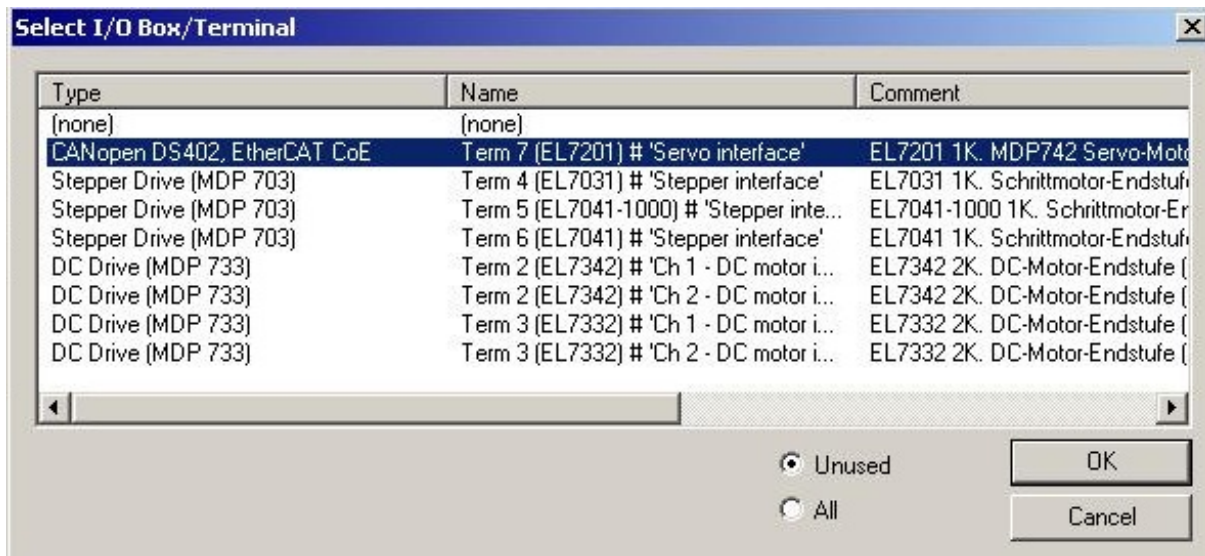 Select I/O Box/Terminal
Type Name Comment
(none) (none)
CANopen DS402, EtherCAT CoE Term 7 (EL7201) # 'Servo interface' EL7201 1K. MDP742 Servo-Moto
Stepper Drive (MDP 703) Term 4 (EL7031) # 'Stepper interface' EL7031 1K. Schrittmotor-Endstufe
Stepper Drive (MDP 703) Term 5 (EL7041-1000) # 'Stepper inte... EL7041-1000 1K. Schrittmotor-Er
Stepper Drive (MDP 703) Term 6 (EL7041) # 'Stepper interface' EL7041 1K. Schrittmotor-Endstufe
DC Drive (MDP 733) Term 2 (EL7342) # 'Ch 1 - DC motor i... EL7342 2K. DC-Motor-Endstufe (
DC Drive (MDP 733) Term 2 (EL7342) # 'Ch 2 - DC motor i... EL7342 2K. DC-Motor-Endstufe (
DC Drive (MDP 733) Term 3 (EL7332) # 'Ch 1 - DC motor i... EL7332 2K. DC-Motor-Endstufe (
DC Drive (MDP 733) Term 3 (EL7332) # 'Ch 2 - DC motor i... EL7332 2K. DC-Motor-Endstufe (
Unused
OK
All
Cancel